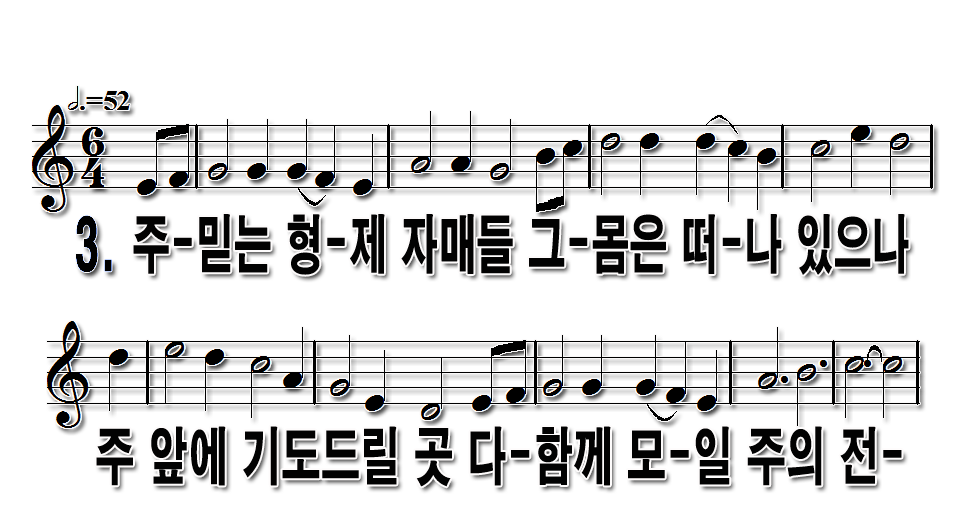 𝅗𝅥.=52
6
4
3. 주-믿는 형-제 자매들 그-몸은 떠-나 있으나
주 앞에 기도드릴 곳 다-함께 모-일 주의 전-